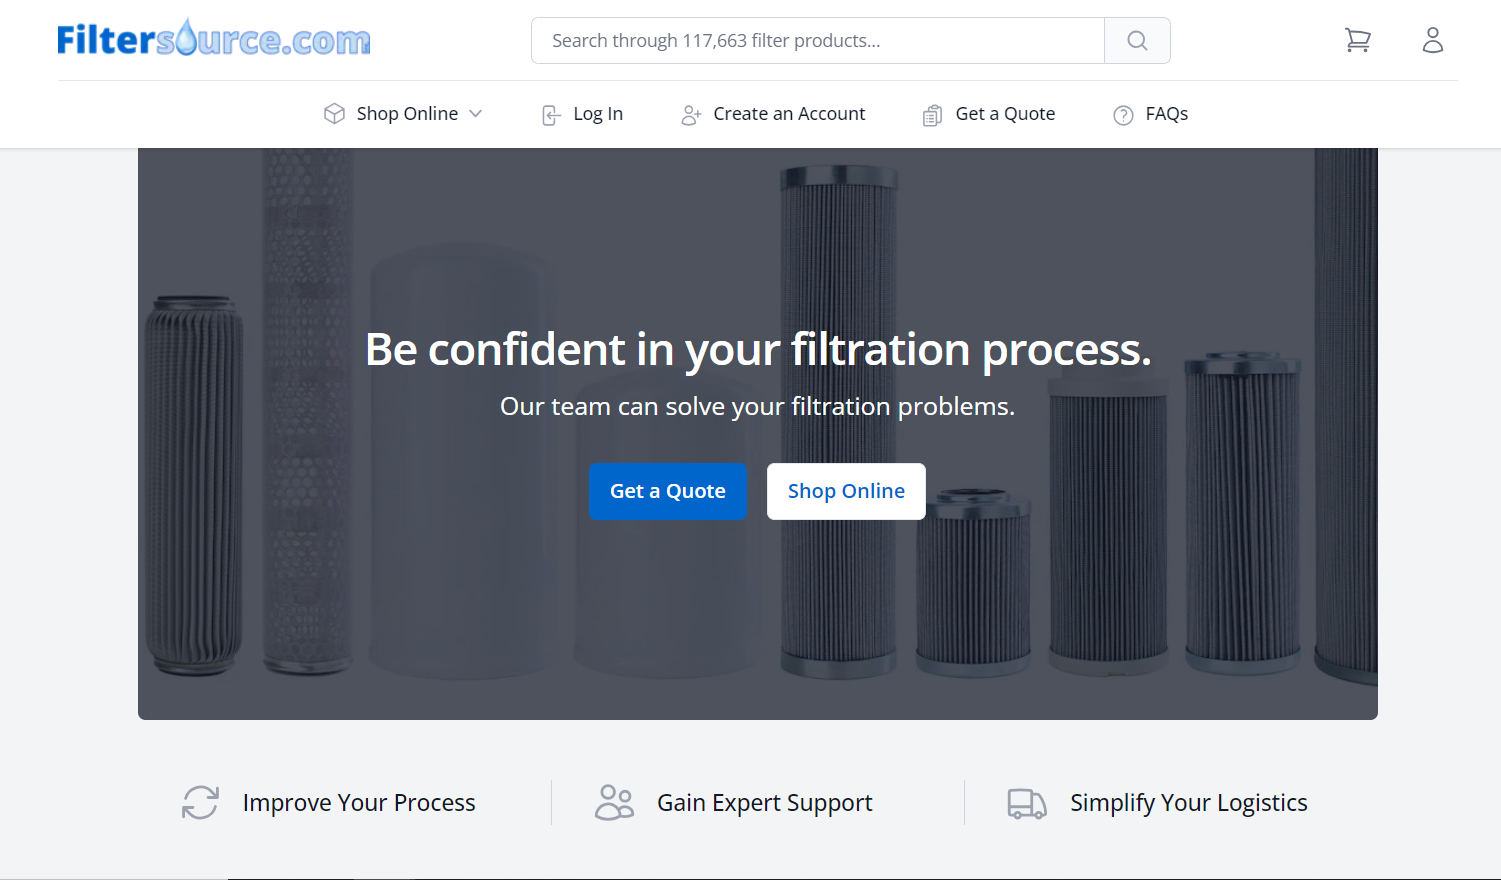 Filtersource.com
Search through 117,663 filter products...
Shop Online
Log In
Create an Account
Get a Quote
FAQs
Be confident in your filtration process.
Our team can solve your filtration problems.
Get a Quote
Shop Online
Improve Your Process
Gain Expert Support
Simplify Your Logistics